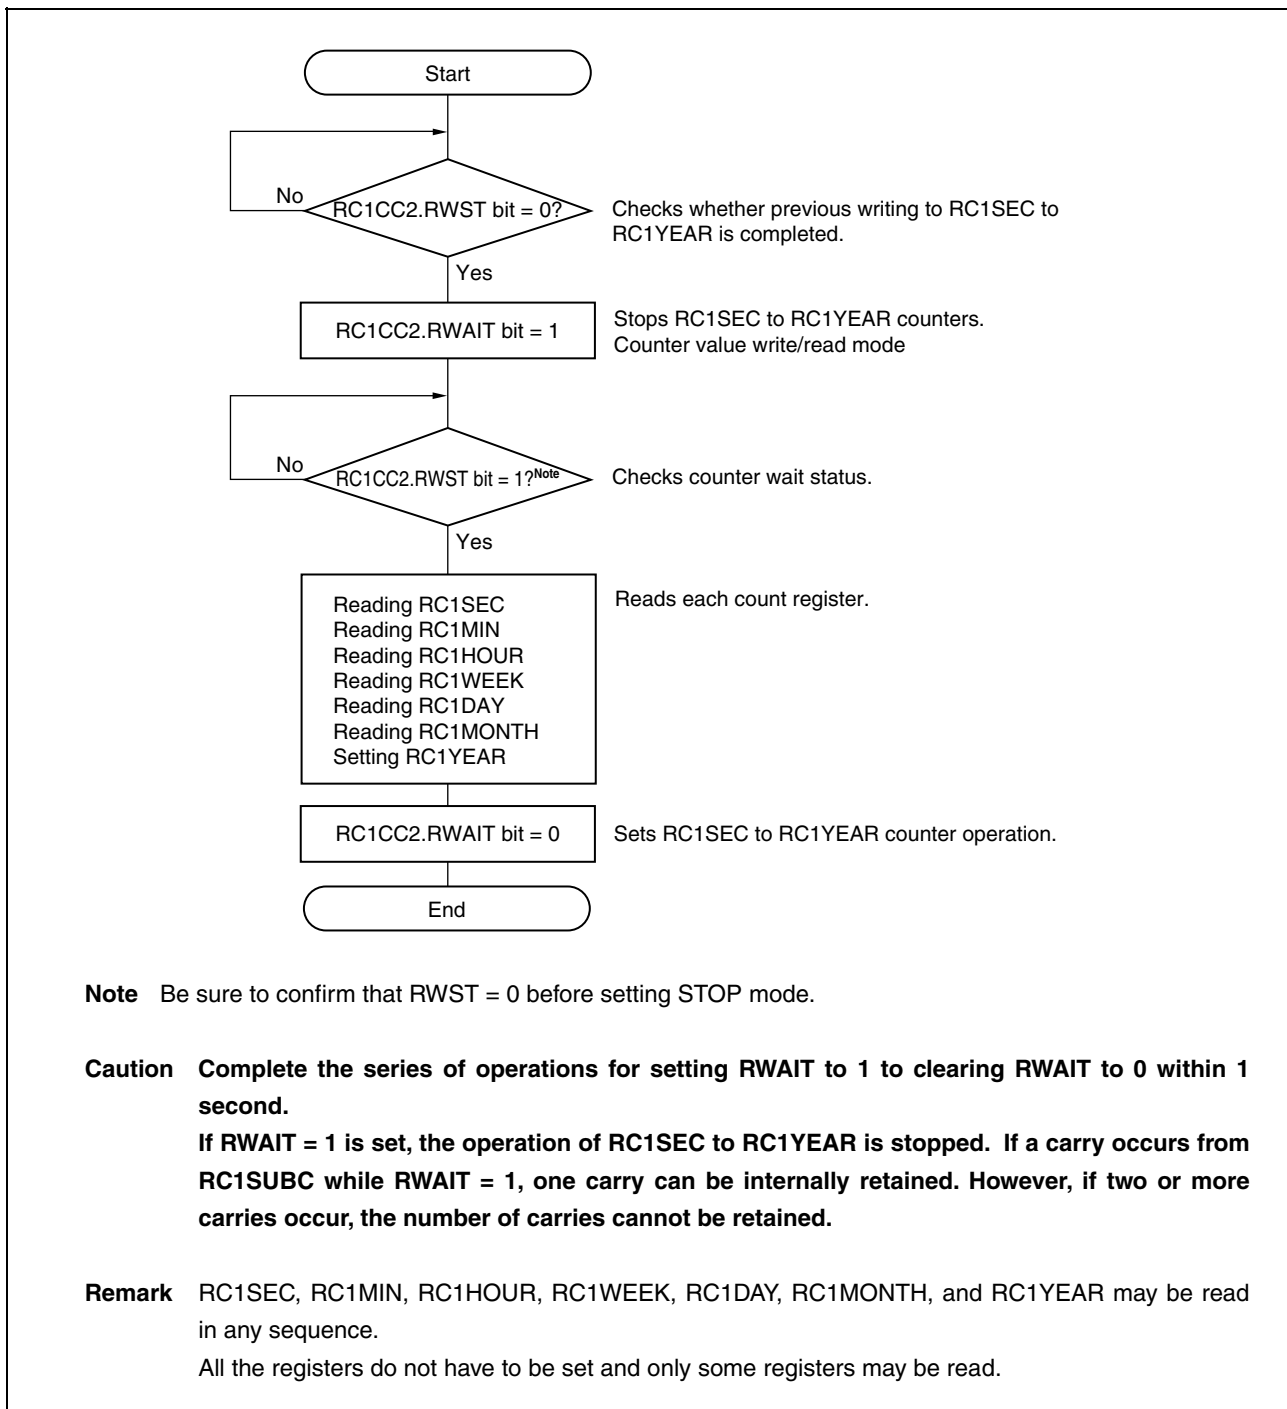 Start
No
RC1CC2.RWST bit = 0?
Checks whether previous writing to RC1SEC to
RC1YEAR is completed.
Yes
RC1CC2.RWAIT bit = 1
Stops RC1SEC to RC1YEAR counters.
Counter value write/read mode
No
RC1CC2.RWST bit = 1?Note
Checks counter wait status.
Yes
Reading RC1SEC
Reading RC1MIN
Reading RC1HOUR
Reading RC1WEEK
Reading RC1DAY
Reading RC1MONTH
Setting RC1YEAR
Reads each count register.
RC1CC2.RWAIT bit = 0
Sets RC1SEC to RC1YEAR counter operation.
End
Note Be sure to confirm that RWST = 0 before setting STOP mode.
Caution Complete the series of operations for setting RWAIT to 1 to clearing RWAIT to 0 within 1
second.
If RWAIT = 1 is set, the operation of RC1SEC to RC1YEAR is stopped. If a carry occurs from
RC1SUBC while RWAIT = 1, one carry can be internally retained. However, if two or more
carries occur, the number of carries cannot be retained.
Remark RC1SEC, RC1MIN, RC1HOUR, RC1WEEK, RC1DAY, RC1MONTH, and RC1YEAR may be read
in any sequence.
All the registers do not have to be set and only some registers may be read.